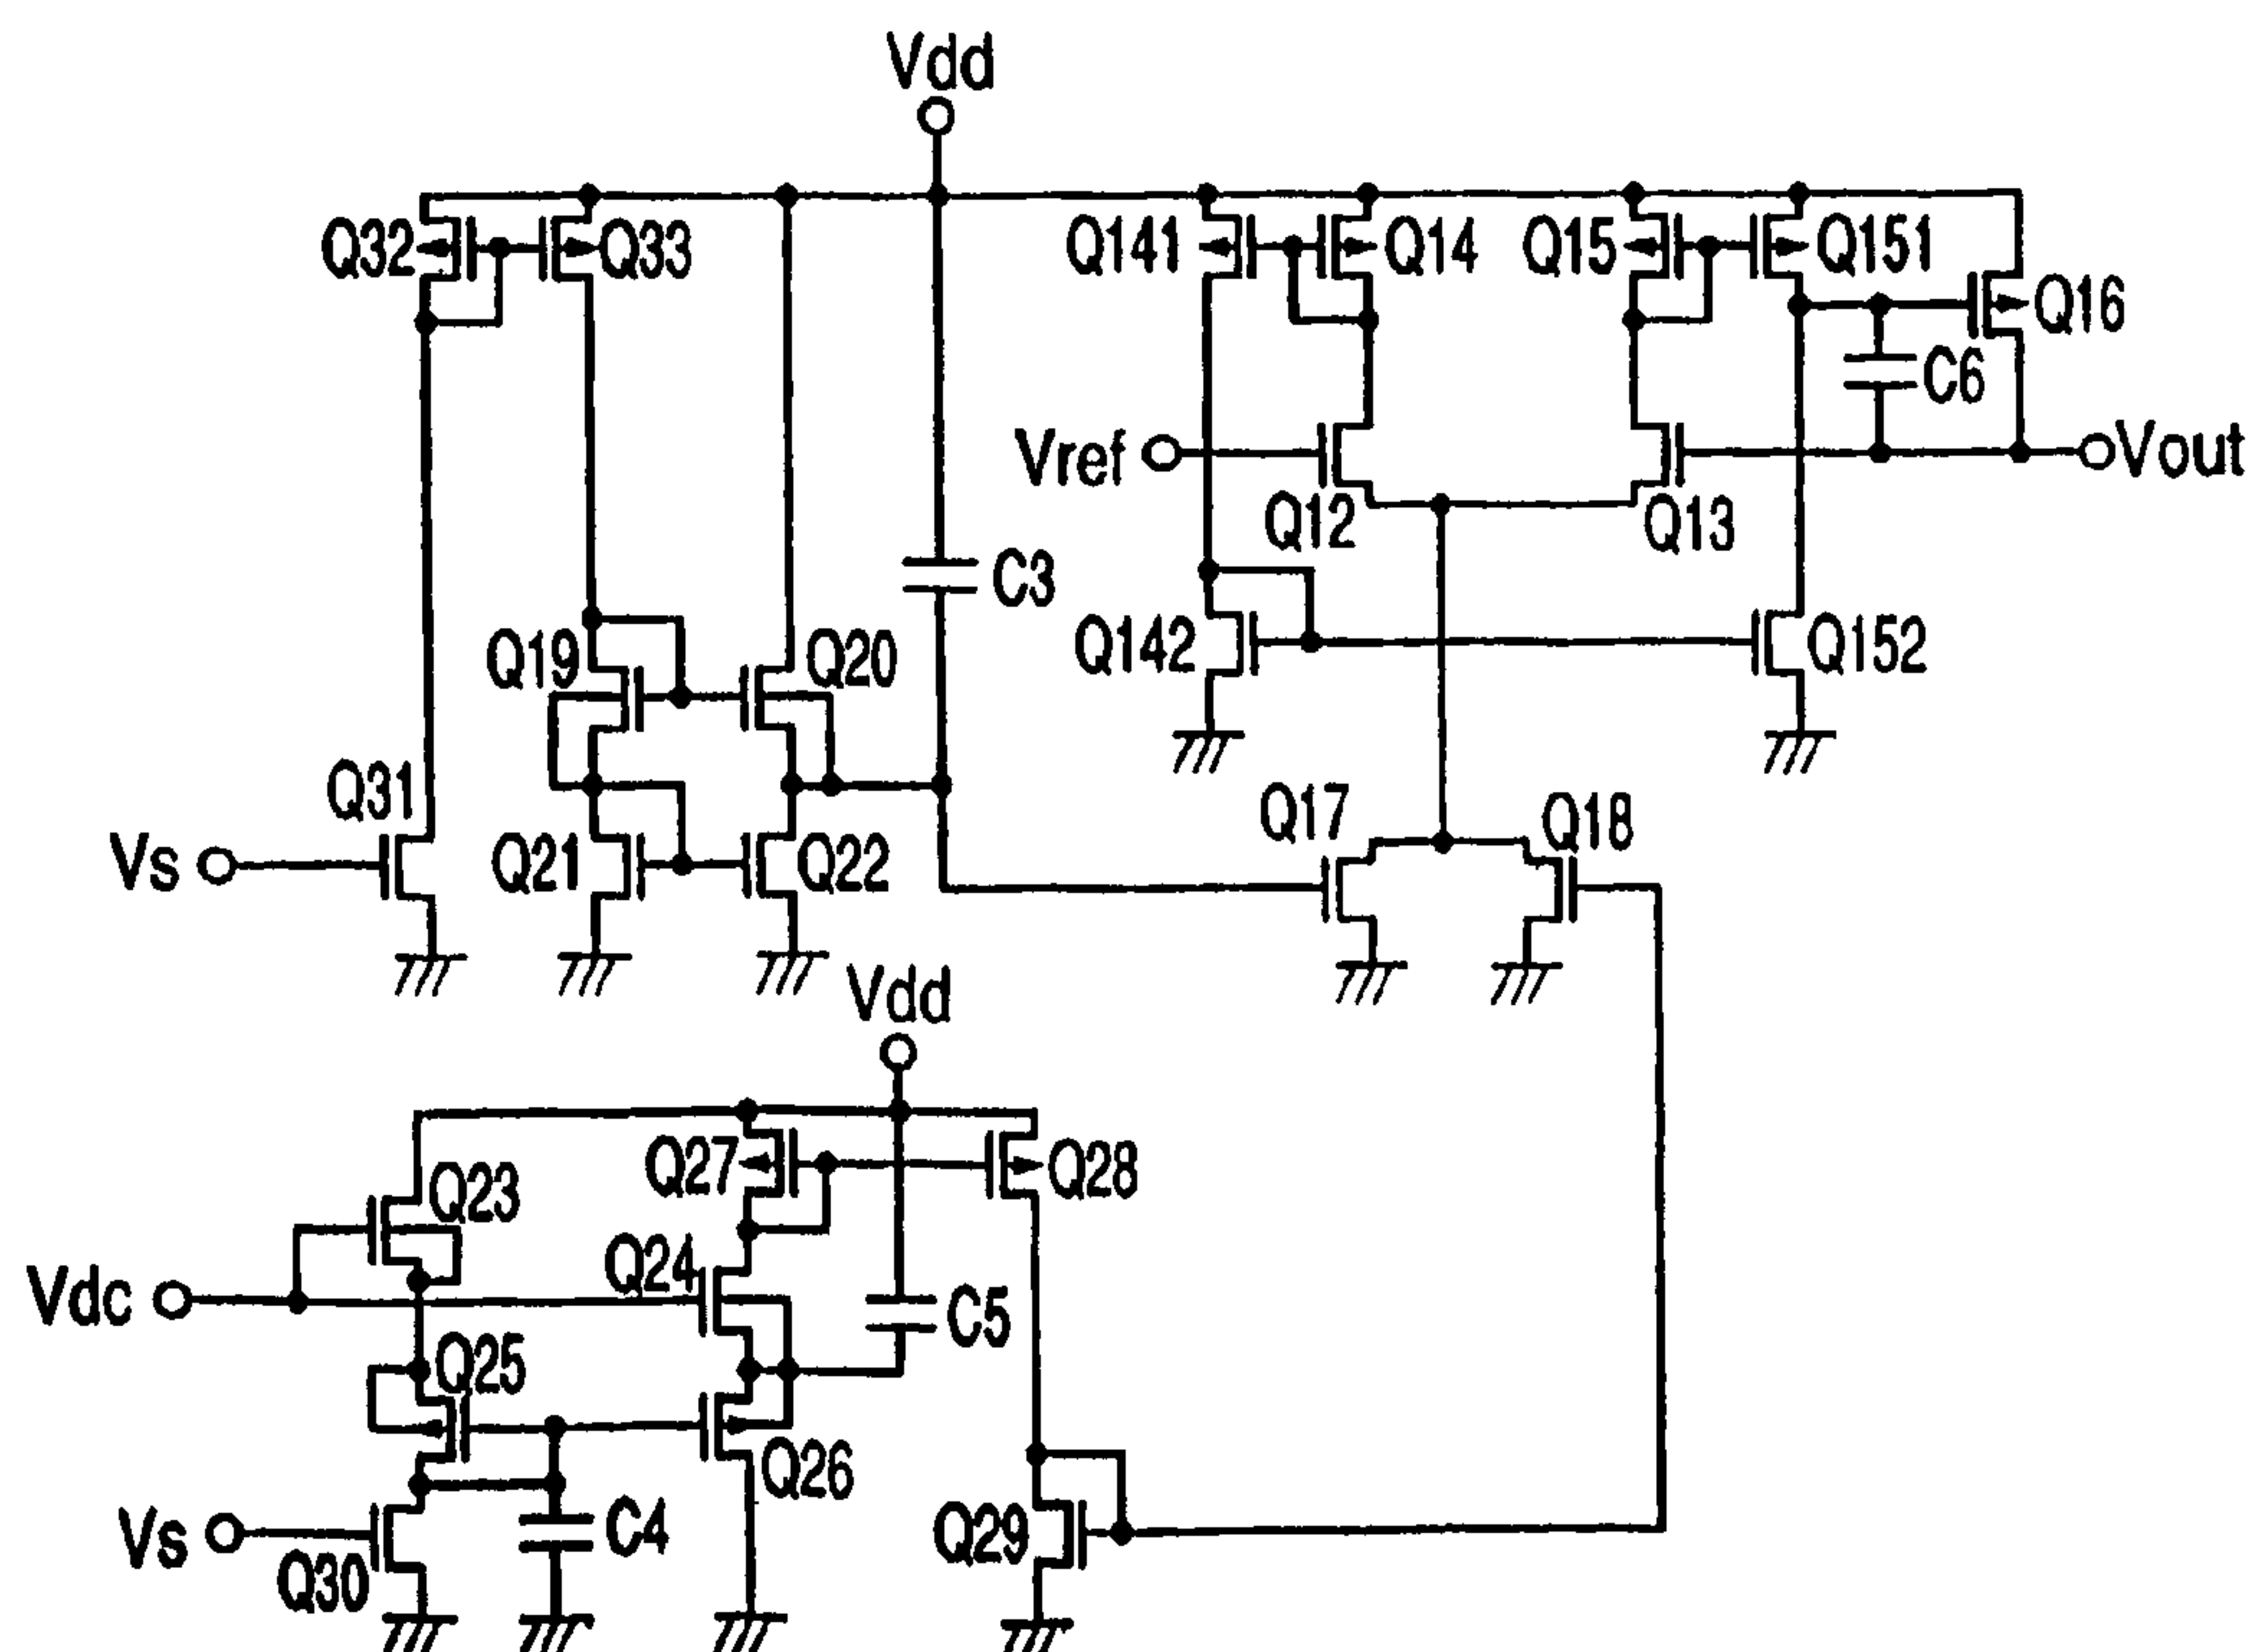 Vdd
Q32
Q33
Q141
Q14
Q15
Q151
Q16
C6
Vref
Vout
Q12
Q13
C3
Q19
Q20
Q142
Q152
Q31
Q17
Q18
Vs
Q21
Q22
Vdd
Q27
Q28
Q23
Q24
Vdc
C5
Q25
Q26
Vs
C4
Q29
Q30